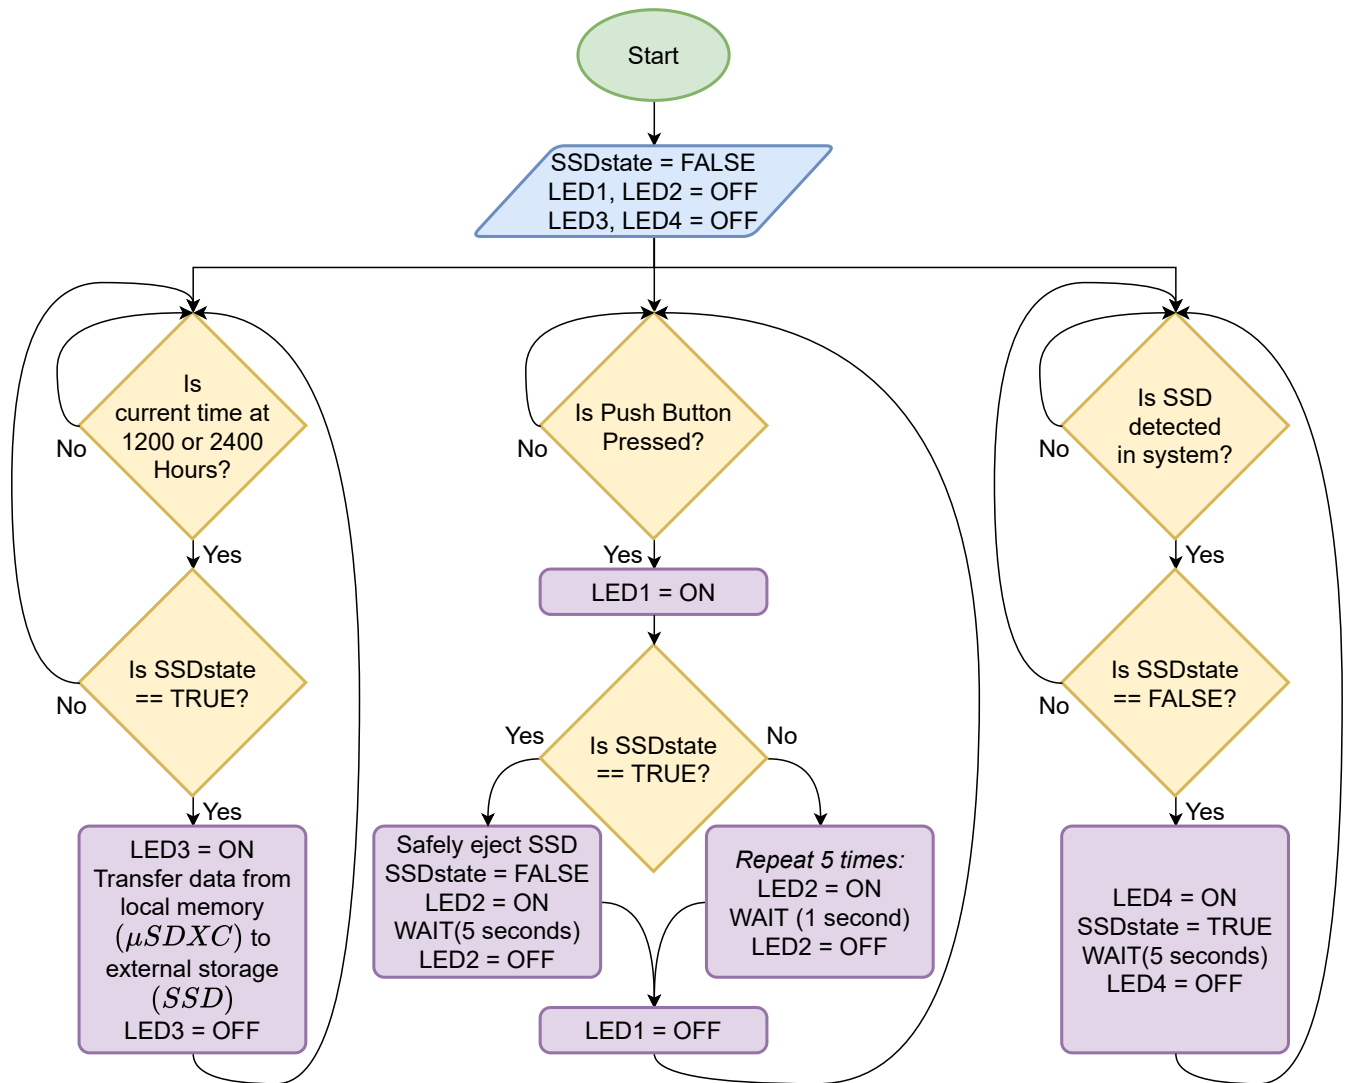 Start
SSDstate = FALSE
LED1, LED2 = OFF
LED3, LED4 = OFF
Is
current time at
1200 or 2400
Hours?
No
Yes
Is SSDstate
== TRUE?
No
Yes
LED3 = ON
Transfer data from
local memory
(μSDXC) to
external storage
(SSD)
LED3 = OFF
Is Push Button
Pressed?
No
Yes
LED1 = ON
Is SSDstate
== TRUE?
Yes
No
Safely eject SSD
SSDstate = FALSE
LED2 = ON
WAIT(5 seconds)
LED2 = OFF
Repeat 5 times:
LED2 = ON
WAIT (1 second)
LED2 = OFF
LED1 = OFF
Is SSD
detected
in system?
No
Yes
Is SSDstate
== FALSE?
No
Yes
LED4 = ON
SSDstate = TRUE
WAIT(5 seconds)
LED4 = OFF